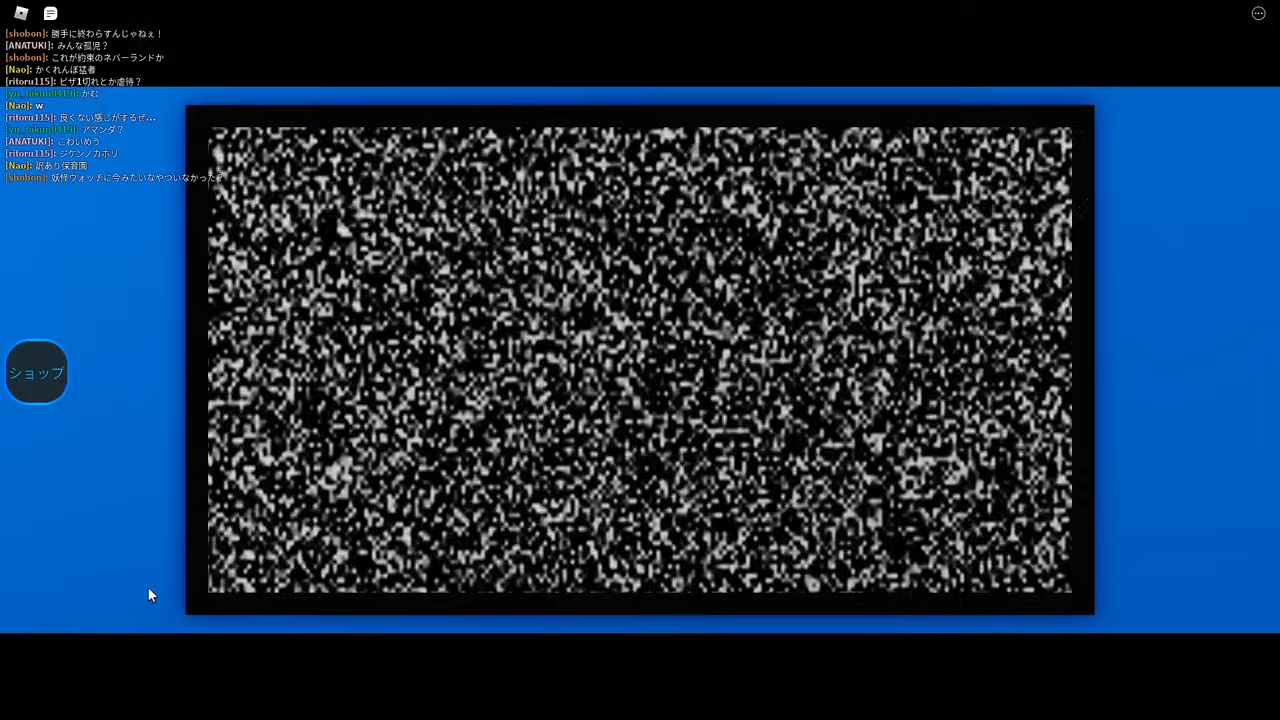 [shobon]: 勝手に終わらすんじゃねぇ！
[ANATUKI]: みんな孤児？
[shobon]: これが約束のネバーランドか
[Nao]: かくれんぼ猛者
[ritoru115]: ピザ1切れとか虐待？
[yu_fokun0419]: かむ
[Nao]: w
[ritoru115]: 良くない感じがするぜ...
[yu_fokun0419]: アマンダ？
[ANATUKI]: こわいめう
[ritoru115]: ジケンノカホリ
[Nao]: 訳あり保育園
[shobon]: 妖怪ウォッチに今みたいなやついなかった？
ショップ